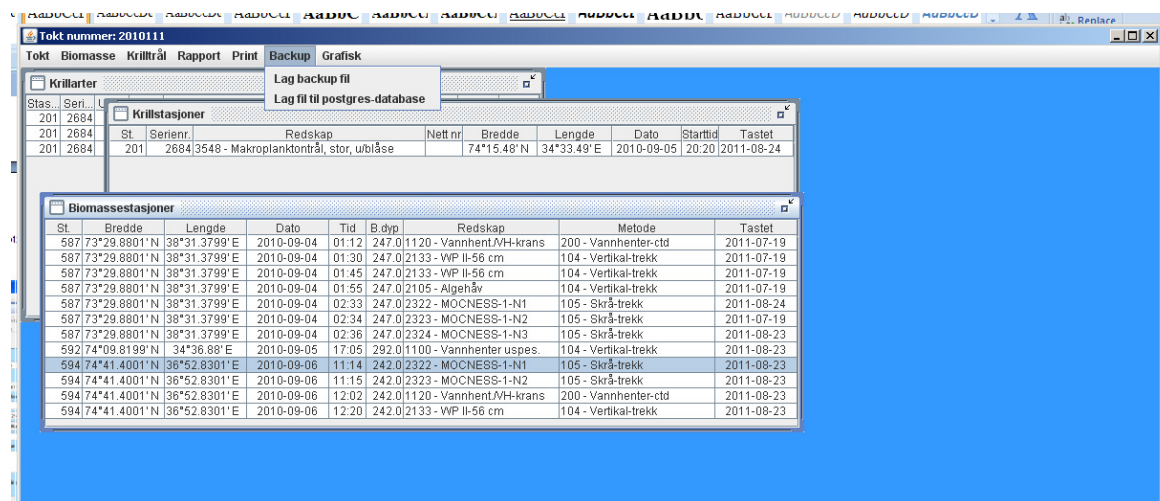 AaBbC AaBbCcI Replace
Tokt nummer: 2010111
Tokt Biomasse Krilltrål Rapport Print Backup Grafisk
Lag backup fil
Lag fil til postgres-database
Krillarter
Stas... Seri...
201 2684
201 2684
201 2684
Krillstasjoner
St. Serienr. Redskap Nett nr Bredde Lengde Dato Starttid Tastet
201 2684 3548 - Makroplanktontrål, stor, u/blåse 74°15.48' N 34°33.49' E 2010-09-05 20:20 2011-08-24
Biomassestasjoner
St. Bredde Lengde Dato Tid B.dyp Redskap Metode Tastet
587 73°29.8801' N 38°31.3799' E 2010-09-04 01:12 247.0 1120 - Vannhent./VH-krans 200 - Vannhenter-ctd 2011-07-19
587 73°29.8801' N 38°31.3799' E 2010-09-04 01:30 247.0 2133 - WP II-56 cm 104 - Vertikal-trekk 2011-07-19
587 73°29.8801' N 38°31.3799' E 2010-09-04 01:45 247.0 2133 - WP II-56 cm 104 - Vertikal-trekk 2011-07-19
587 73°29.8801' N 38°31.3799' E 2010-09-04 01:55 247.0 2105 - Algehåv 104 - Vertikal-trekk 2011-07-19
587 73°29.8801' N 38°31.3799' E 2010-09-04 02:33 247.0 2322 - MOCNESS-1-N1 105 - Skrå-trekk 2011-08-24
587 73°29.8801' N 38°31.3799' E 2010-09-04 02:34 247.0 2323 - MOCNESS-1-N2 105 - Skrå-trekk 2011-07-19
587 73°29.8801' N 38°31.3799' E 2010-09-04 02:36 247.0 2324 - MOCNESS-1-N3 105 - Skrå-trekk 2011-08-23
592 74°09.8199' N 34°36.88' E 2010-09-05 17:05 292.0 1100 - Vannhenter uspes. 104 - Vertikal-trekk 2011-08-23
594 74°41.4001' N 36°52.8301' E 2010-09-06 11:14 242.0 2322 - MOCNESS-1-N1 105 - Skrå-trekk 2011-08-23
594 74°41.4001' N 36°52.8301' E 2010-09-06 11:15 242.0 2323 - MOCNESS-1-N2 105 - Skrå-trekk 2011-08-23
594 74°41.4001' N 36°52.8301' E 2010-09-06 12:02 242.0 1120 - Vannhent./VH-krans 200 - Vannhenter-ctd 2011-08-23
594 74°41.4001' N 36°52.8301' E 2010-09-06 12:20 242.0 2133 - WP II-56 cm 104 - Vertikal-trekk 2011-08-23